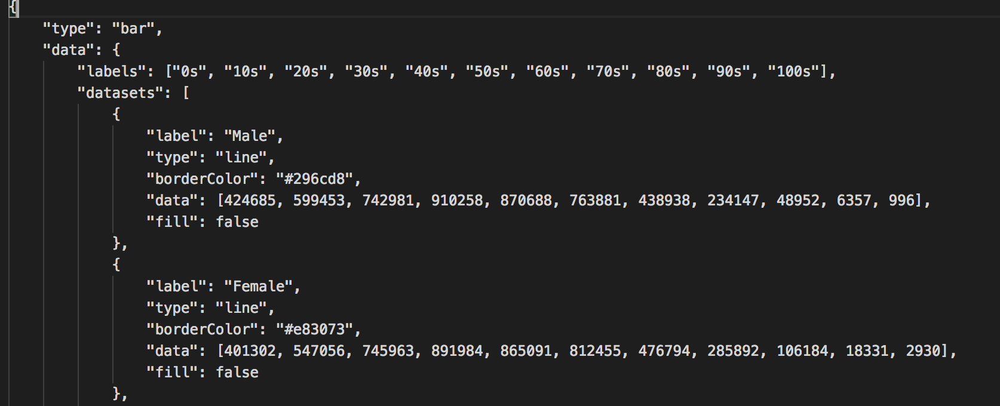 {
    "type": "bar",
    "data": {
        "labels": ["0s", "10s", "20s", "30s", "40s", "50s", "60s", "70s", "80s", "90s", "100s"],
        "datasets": [
            {
                "label": "Male",
                "type": "line",
                "borderColor": "#296cd8",
                "data": [424685, 599453, 742981, 910258, 870688, 763881, 438938, 234147, 48952, 6357, 996],
                "fill": false
            },
            {
                "label": "Female",
                "type": "line",
                "borderColor": "#e83073",
                "data": [401302, 547056, 745963, 891984, 865091, 812455, 476794, 285892, 106184, 18331, 2930],
                "fill": false
            },